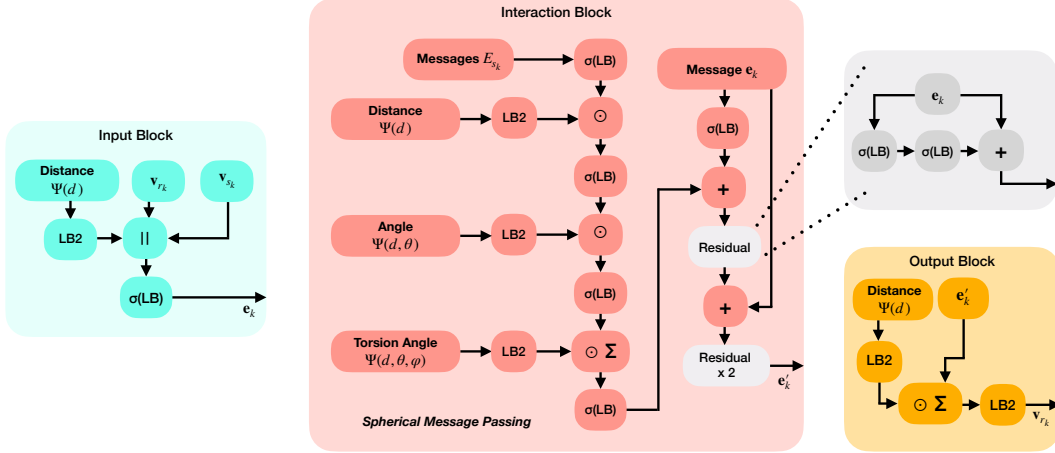 Input Block
Distance
Ψ(d)
𝐯_{r_k}
𝐯_{s_k}
LB2
||
σ(LB)
𝐞_k
Interaction Block
Messages E_{s_k}
σ(LB)
Distance
Ψ(d)
LB2
⊙
σ(LB)
Angle
Ψ(d, θ)
LB2
⊙
σ(LB)
Torsion Angle
Ψ(d, θ, φ)
LB2
⊙ Σ
σ(LB)
Spherical Message Passing
Message 𝐞_k
σ(LB)
+
Residual
+
Residual
x 2
𝐞′_k
𝐞_k
σ(LB)
σ(LB)
+
Output Block
Distance
Ψ(d)
𝐞′_k
LB2
⊙ Σ
LB2
𝐯_{r_k}